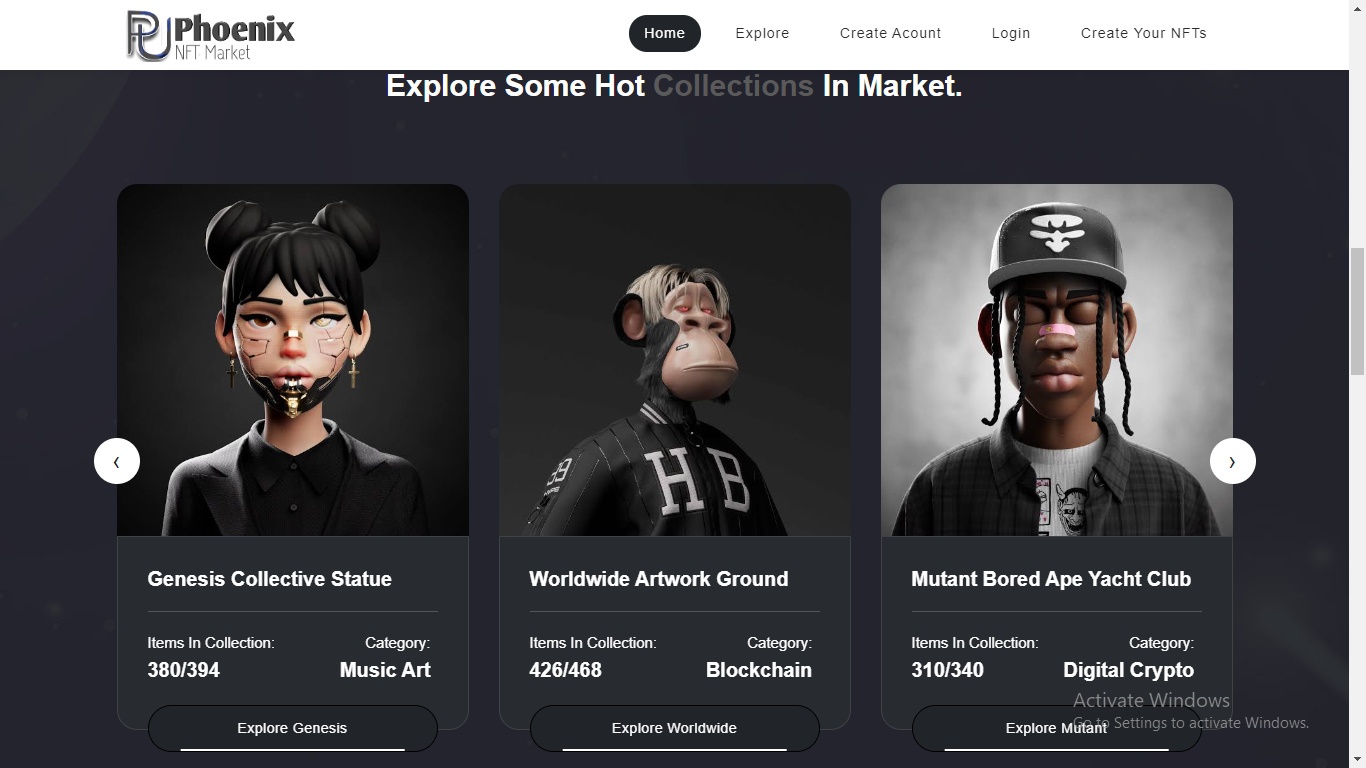 Phoenix
NFT Market
Home
Explore
Create Acount
Login
Create Your NFTs
Explore Some Hot Collections In Market.
‹
›
H B
Genesis Collective Statue
Worldwide Artwork Ground
Mutant Bored Ape Yacht Club
Items In Collection:
Category:
380/394
Music Art
Items In Collection:
Category:
426/468
Blockchain
Items In Collection:
Category:
310/340
Digital Crypto
Explore Genesis
Explore Worldwide
Explore Mutant
Activate Windows
Go to Settings to activate Windows.